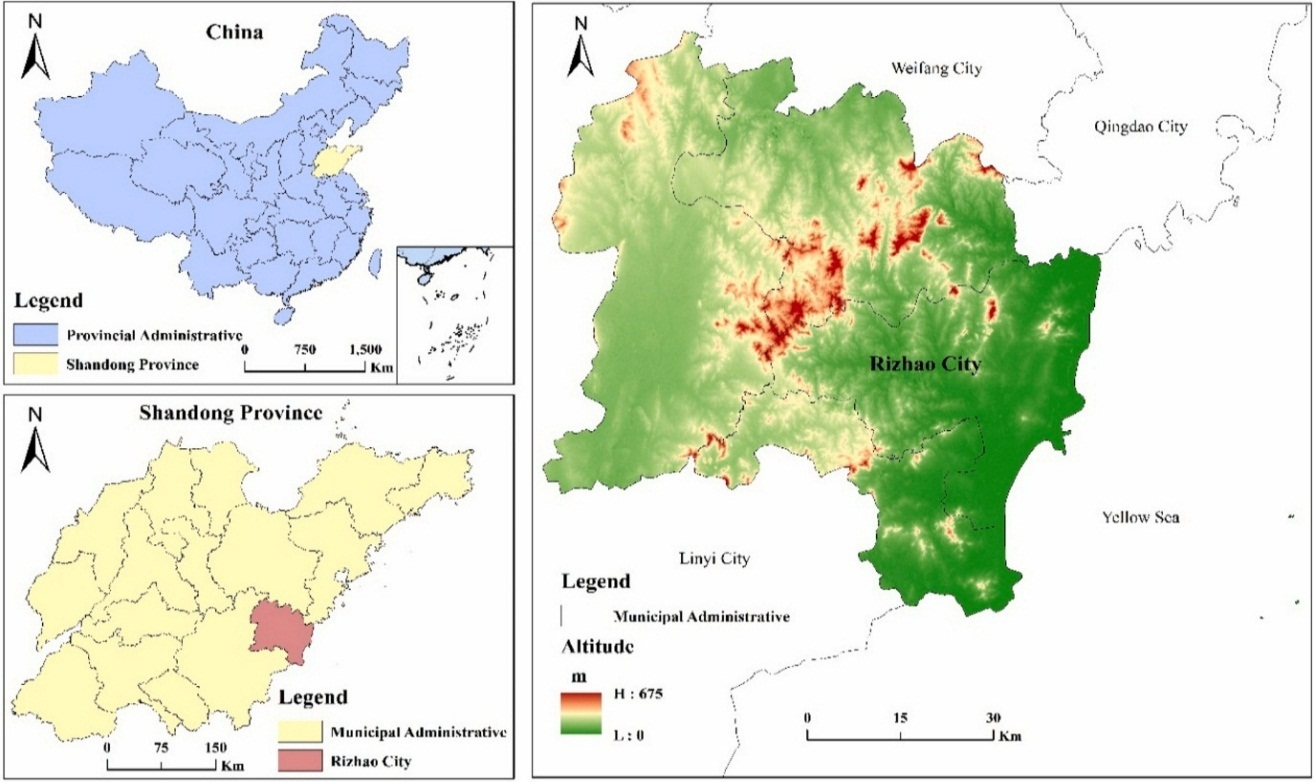 N
China
Legend
Provincial Administrative
Shandong Province
0 750 1,500
Km
N
Shandong Province
Legend
Municipal Administrative
Rizhao City
0 75 150
Km
N
Weifang City
Qingdao City
Rizhao City
Yellow Sea
Linyi City
Legend
Municipal Administrative
Altitude
m
H : 675
L : 0
0 15 30
Km